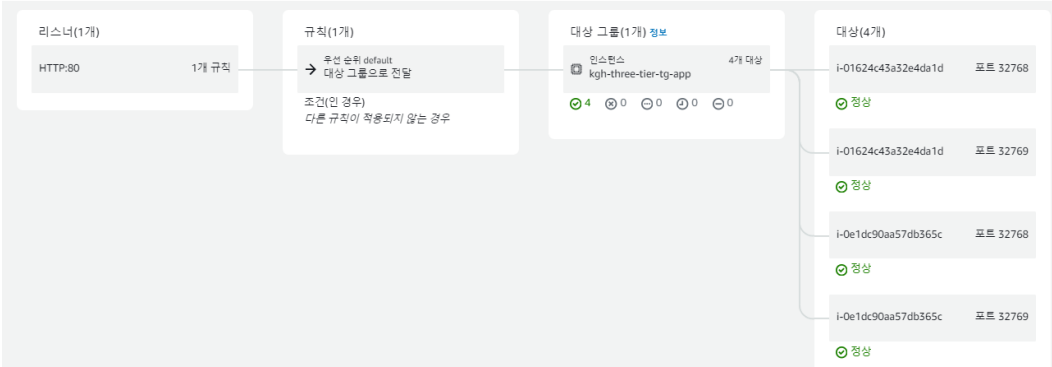 리스너(1개)
HTTP:80 1개 규칙
규칙(1개)
우선 순위 default
대상 그룹으로 전달
조건(인 경우)
다른 규칙이 적용되지 않는 경우
대상 그룹(1개) 정보
인스턴스 4개 대상
kgh-three-tier-tg-app
4 0 0 0 0
대상(4개)
i-01624c43a32e4da1d 포트 32768
정상
i-01624c43a32e4da1d 포트 32769
정상
i-0e1dc90aa57db365c 포트 32768
정상
i-0e1dc90aa57db365c 포트 32769
정상